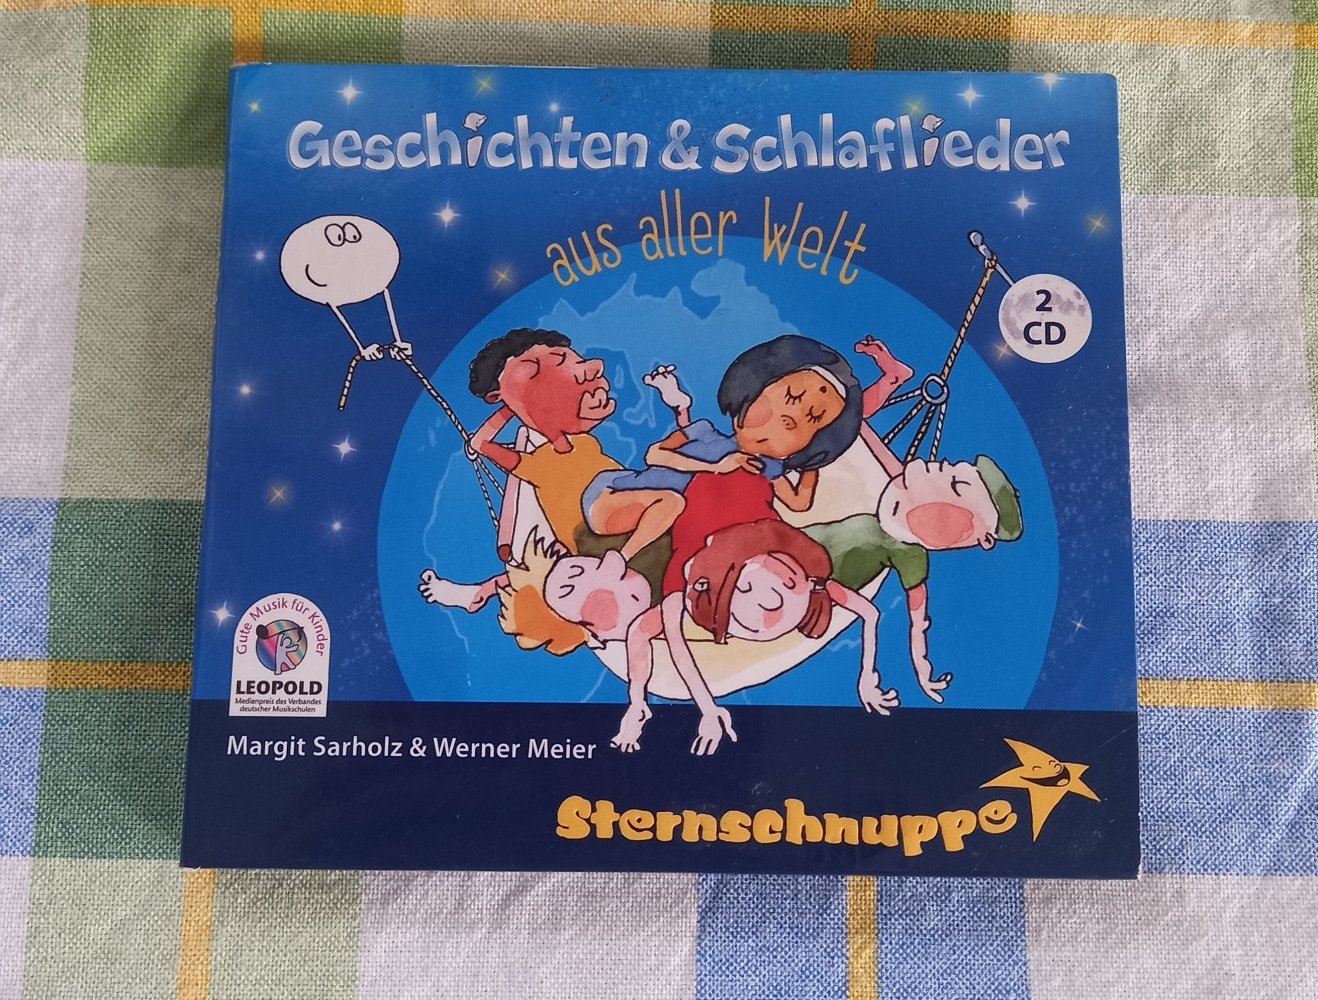 Geschichten & Schlaflieder
aus aller Welt
2
CD
Gute Musik für Kinder
LEOPOLD
Medienpreis des Verbandes
deutscher Musikschulen
Margit Sarholz & Werner Meier
Sternschnuppe